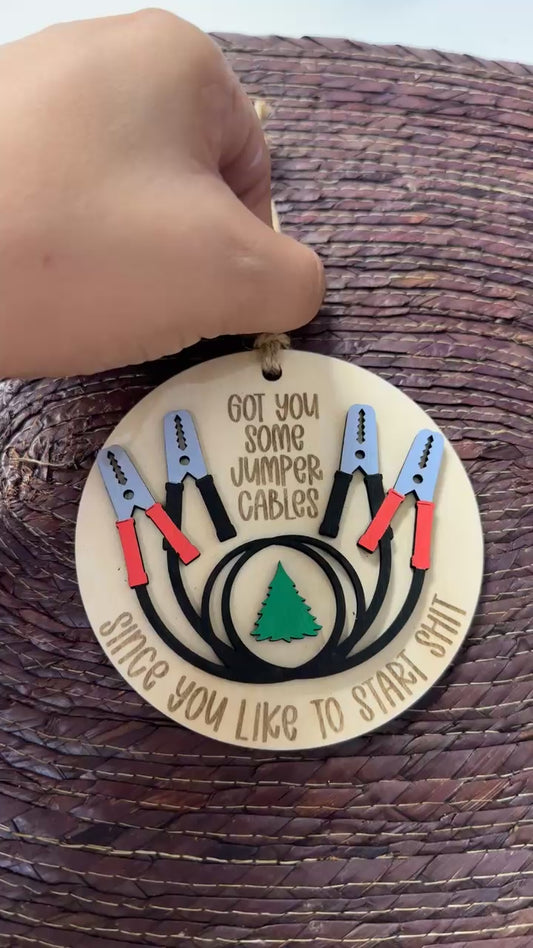 GOT YOU
SOME
JUMPER
CABLES
SINCE YOU LIKE TO START SHIT